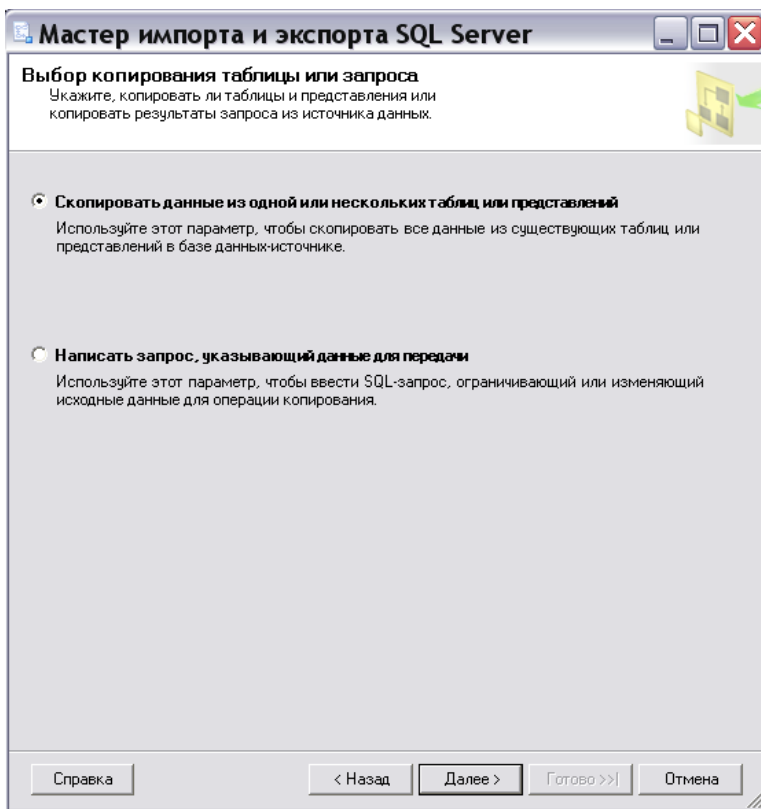 Мастер импорта и экспорта SQL Server
Выбор копирования таблицы или запроса
Укажите, копировать ли таблицы и представления или
копировать результаты запроса из источника данных.
Скопировать данные из одной или нескольких таблиц или представлений
Используйте этот параметр, чтобы скопировать все данные из существующих таблиц или
представлений в базе данных-источнике.
Написать запрос, указывающий данные для передачи
Используйте этот параметр, чтобы ввести SQL-запрос, ограничивающий или изменяющий
исходные данные для операции копирования.
Справка
< Назад
Далее >
Готово >>|
Отмена